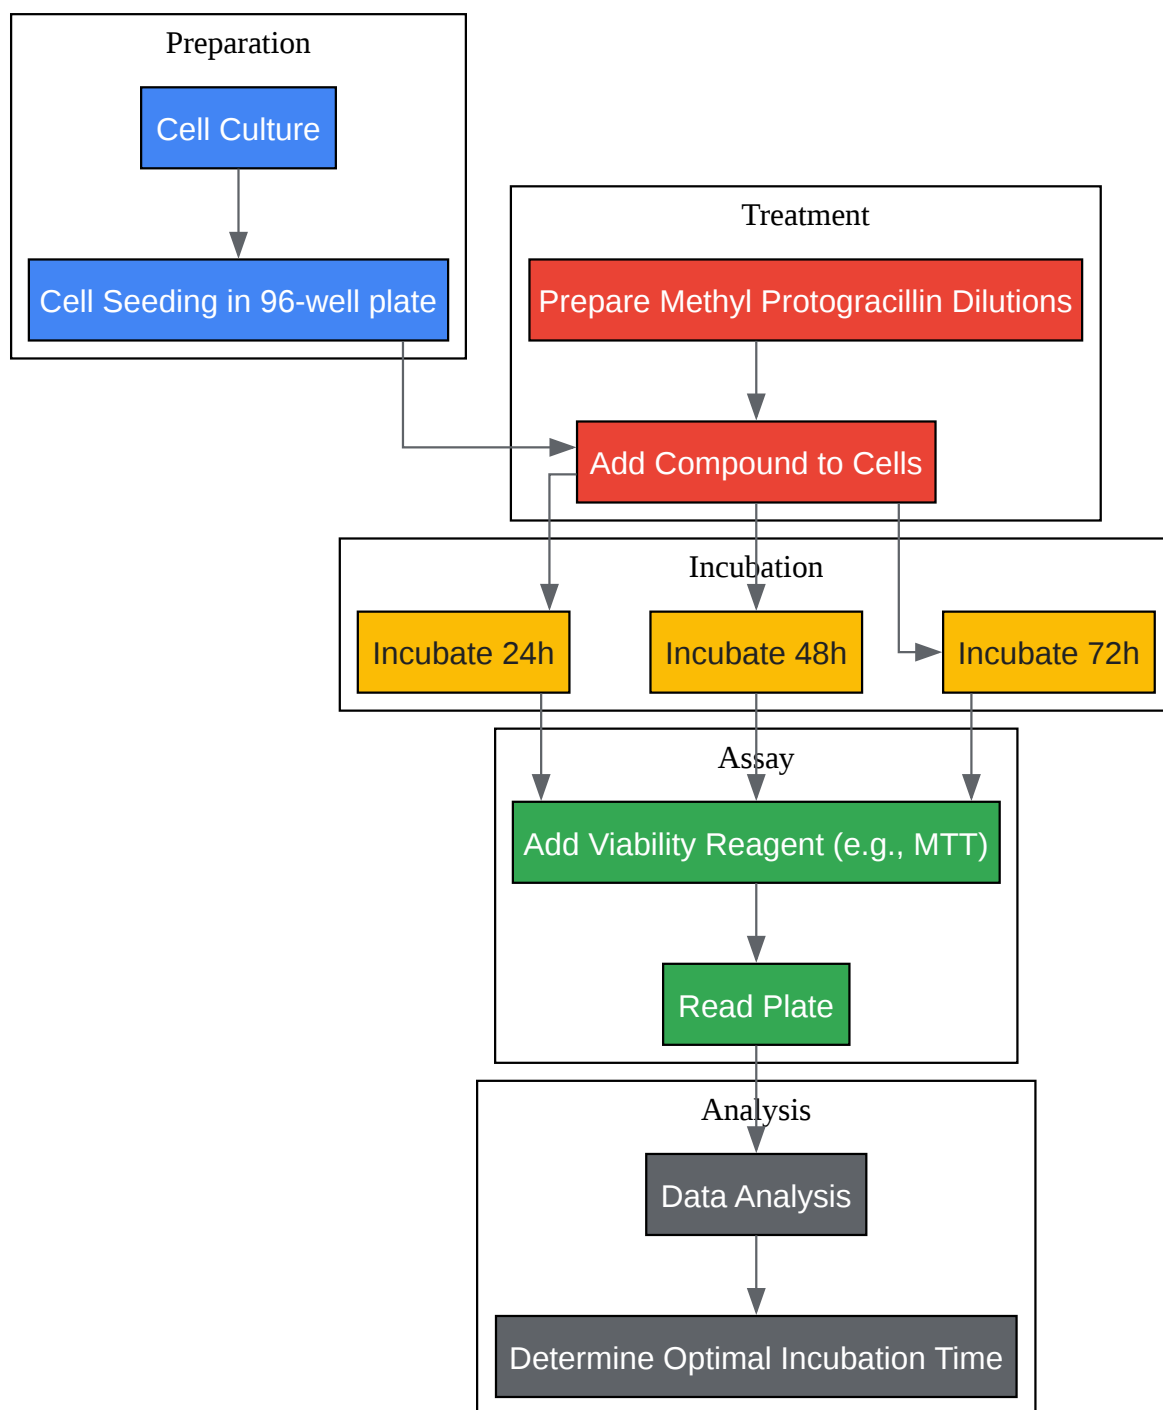 Preparation
Cell Culture
Cell Seeding in 96-well plate
Treatment
Prepare Methyl Protogracillin Dilutions
Add Compound to Cells
Incubation
Incubate 24h
Incubate 48h
Incubate 72h
Assay
Add Viability Reagent (e.g., MTT)
Read Plate
Analysis
Data Analysis
Determine Optimal Incubation Time